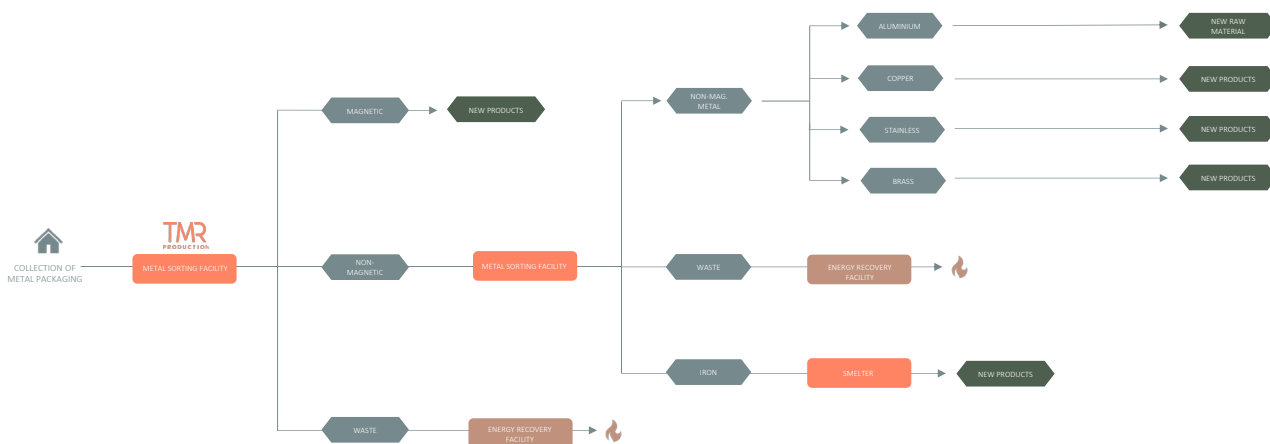 COLLECTION OF
METAL PACKAGING
TMR
PRODUCTION
METAL SORTING FACILITY
MAGNETIC
NEW PRODUCTS
NON-
MAGNETIC
METAL SORTING FACILITY
WASTE
ENERGY RECOVERY
FACILITY
NON-MAG.
METAL
ALUMINIUM
NEW RAW
MATERIAL
COPPER
NEW PRODUCTS
STAINLESS
NEW PRODUCTS
BRASS
NEW PRODUCTS
WASTE
ENERGY RECOVERY
FACILITY
IRON
SMELTER
NEW PRODUCTS